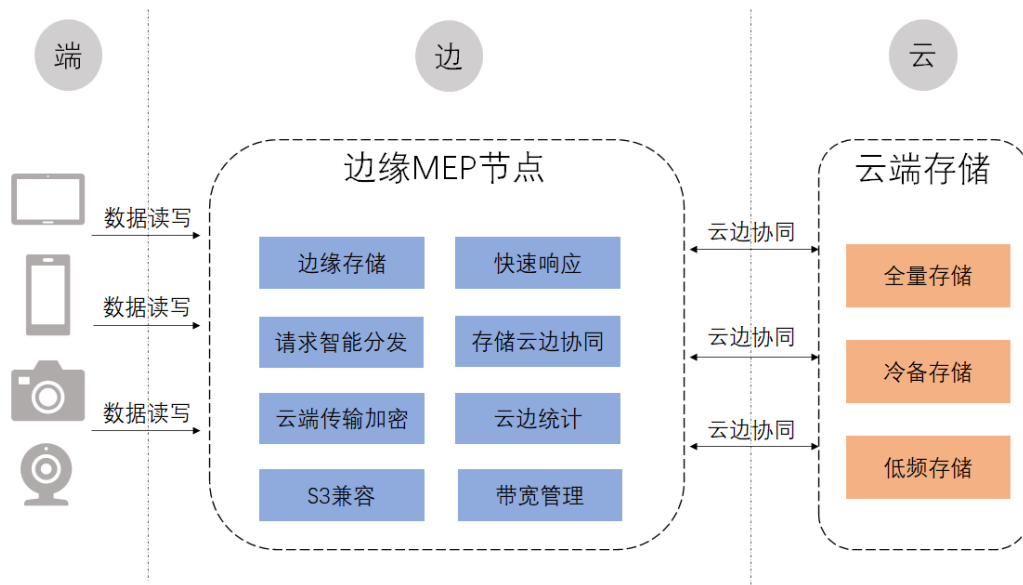 端
边
云
边缘MEP节点
云端存储
数据读写
数据读写
数据读写
边缘存储
快速响应
请求智能分发
存储云边协同
云端传输加密
云边统计
S3兼容
带宽管理
云边协同
云边协同
云边协同
全量存储
冷备存储
低频存储